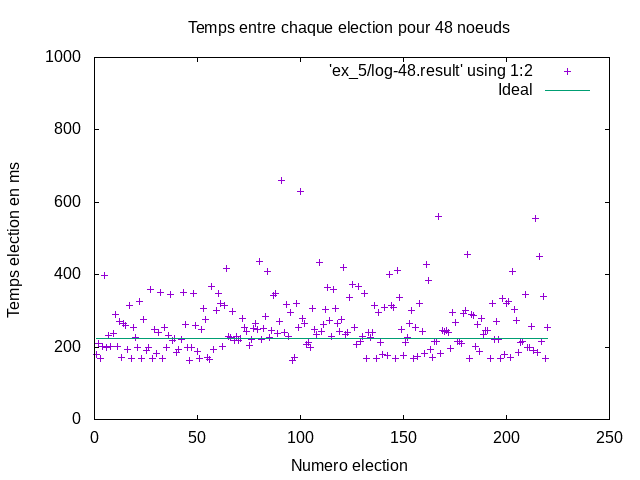 Temps entre chaque election pour 48 noeuds
1000
800
600
400
200
0
0 50 100 150 200 250
Temps election en ms
Numero election
'ex_5/log-48.result' using 1:2
Ideal